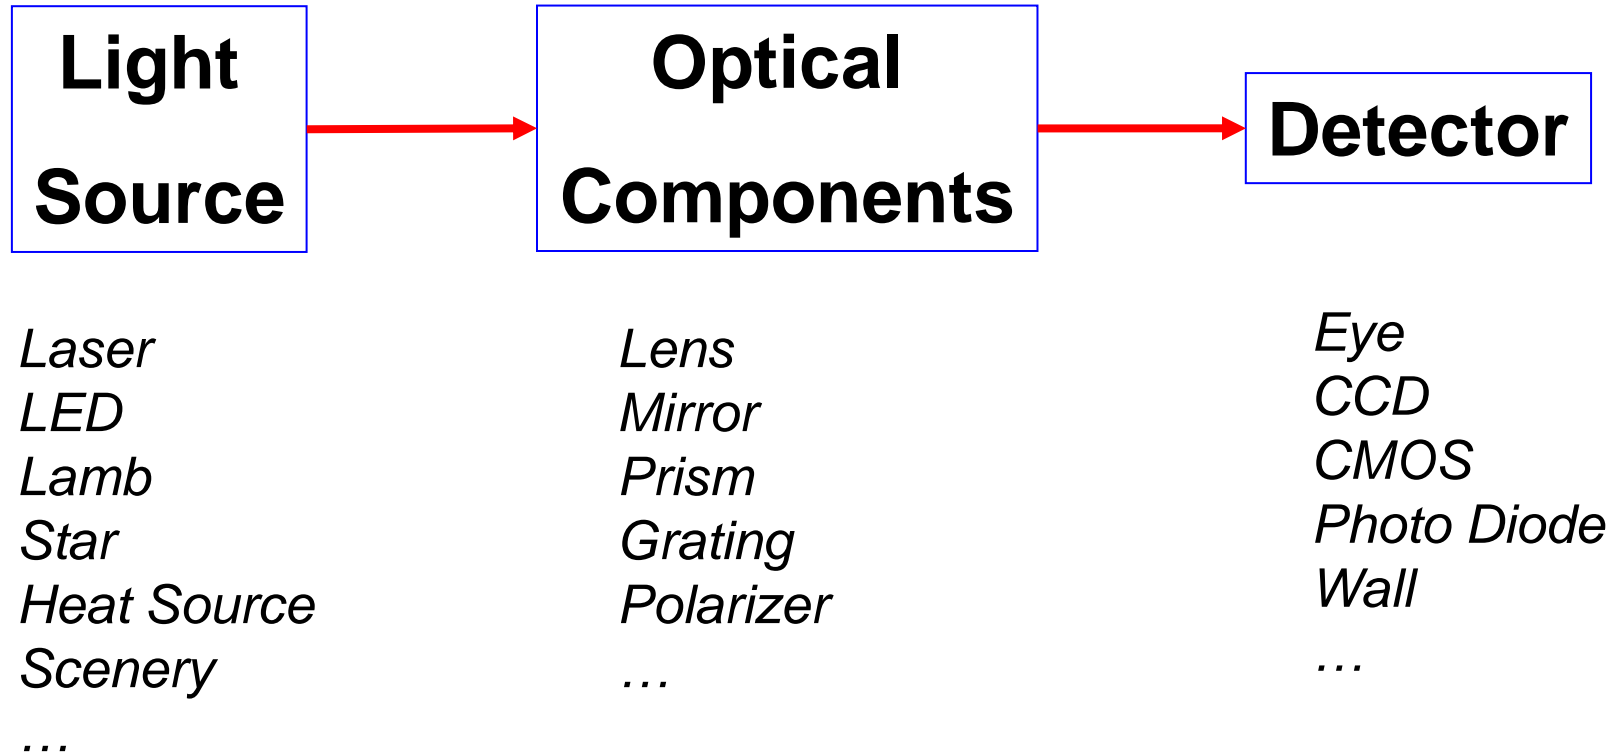 Light
Source
Optical
Components
Detector
Laser
LED
Lamb
Star
Heat Source
Scenery
…
Lens
Mirror
Prism
Grating
Polarizer
…
Eye
CCD
CMOS
Photo Diode
Wall
…